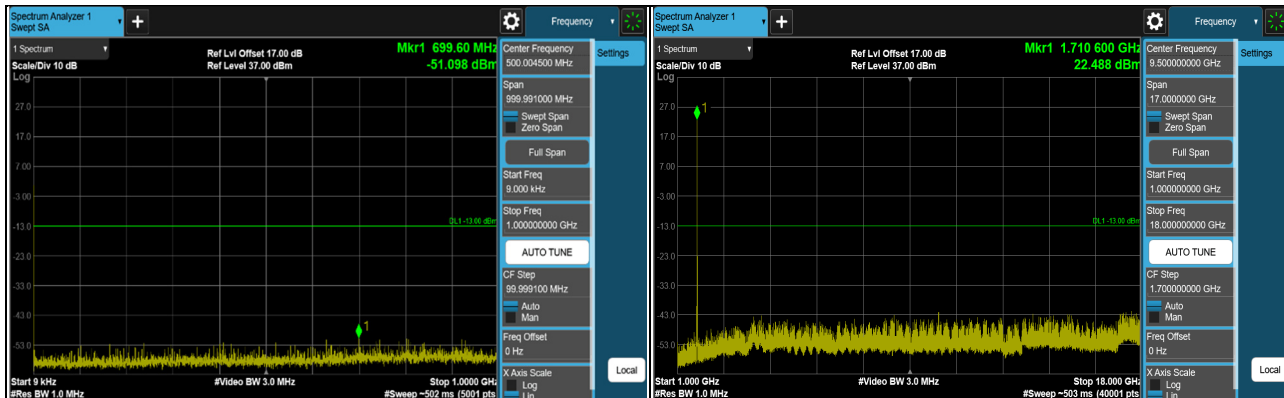 Spectrum Analyzer 1
Swept SA
+
Frequency
1 Spectrum
Scale/Div 10 dB
Ref Lvl Offset 17.00 dB
Ref Level 37.00 dBm
Mkr1 699.60 MHz
-51.098 dBm
Log
27.0
17.0
7.00
-3.00
-13.0
-23.0
-33.0
-43.0
-53.0
DL1 -13.00 dBm
1
Start 9 kHz
#Res BW 1.0 MHz
#Video BW 3.0 MHz
Stop 1.0000 GHz
#Sweep ~502 ms (5001 pts
Center Frequency
500.004500 MHz
Settings
Span
999.991000 MHz
Swept Span
Zero Span
Full Span
Start Freq
9.000 kHz
Stop Freq
1.000000000 GHz
AUTO TUNE
CF Step
99.999100 MHz
Auto
Man
Freq Offset
0 Hz
X Axis Scale
Log
Lin
Local
Spectrum Analyzer 1
Swept SA
+
Frequency
1 Spectrum
Scale/Div 10 dB
Ref Lvl Offset 17.00 dB
Ref Level 37.00 dBm
Mkr1 1.710 600 GHz
22.488 dBm
Log
27.0
17.0
7.00
-3.00
-13.0
-23.0
-33.0
-43.0
-53.0
DL1 -13.00 dBm
1
Start 1.000 GHz
#Res BW 1.0 MHz
#Video BW 3.0 MHz
Stop 18.000 GHz
#Sweep ~503 ms (40001 pts
Center Frequency
9.500000000 GHz
Settings
Span
17.0000000 GHz
Swept Span
Zero Span
Full Span
Start Freq
1.000000000 GHz
Stop Freq
18.000000000 GHz
AUTO TUNE
CF Step
1.700000000 GHz
Auto
Man
Freq Offset
0 Hz
X Axis Scale
Log
Lin
Local